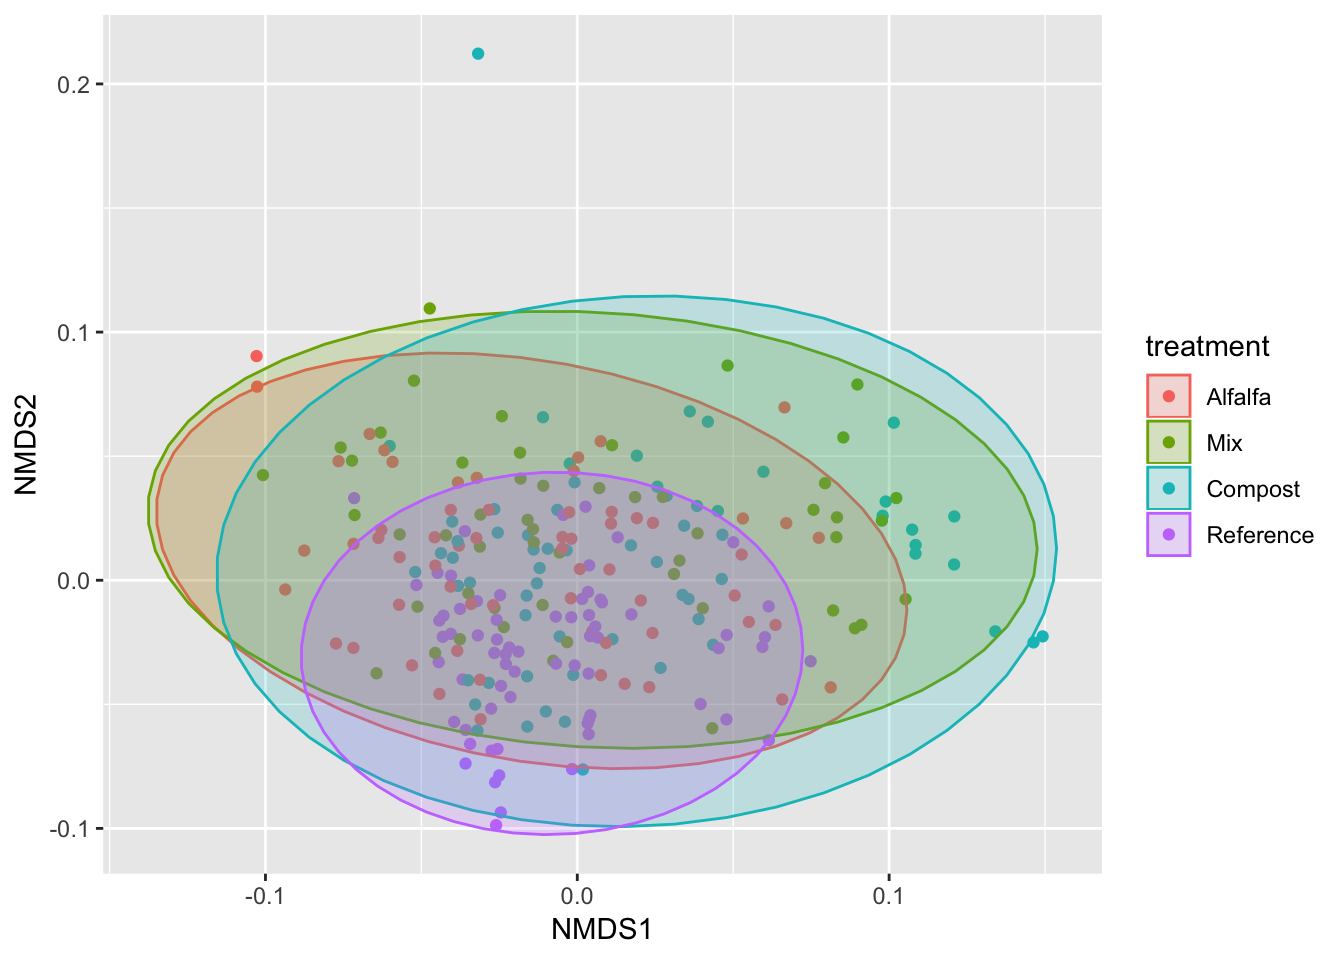 0.2
0.1
0.0
-0.1
NMDS2
-0.1
0.0
0.1
NMDS1
treatment
Alfalfa
Mix
Compost
Reference